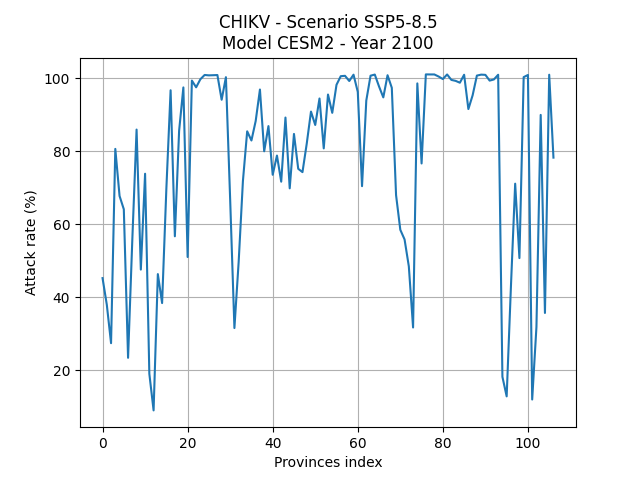 CHIKV - Scenario SSP5-8.5
Model CESM2 - Year 2100
100
80
60
40
20
Attack rate (%)
0 20 40 60 80 100
Provinces index